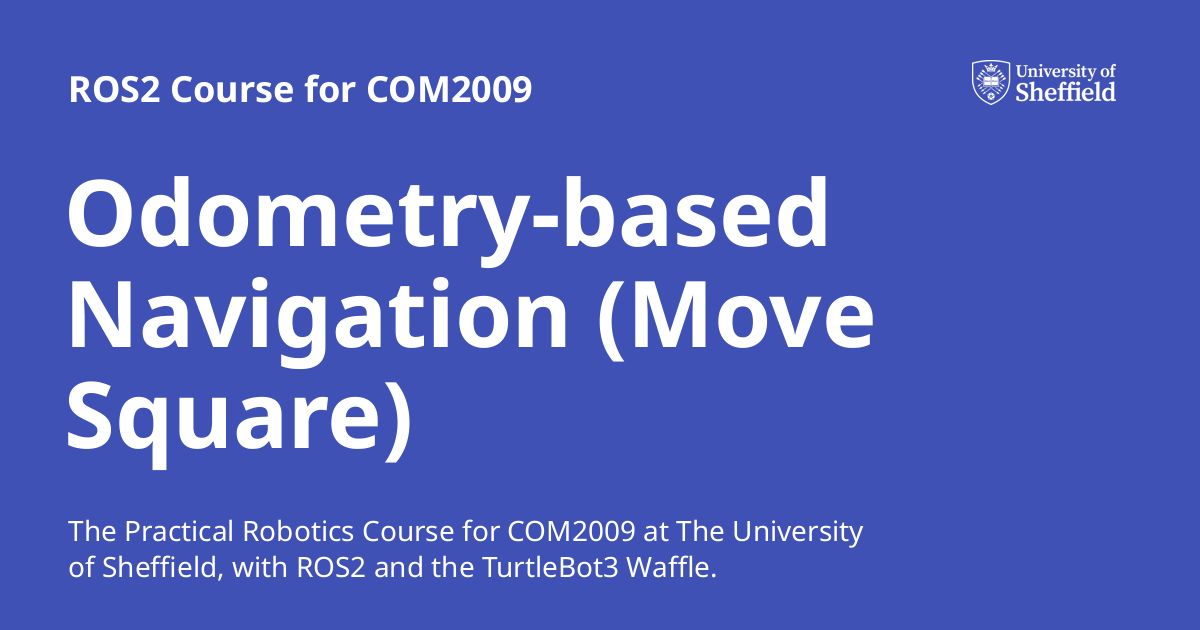 ROS2 Course for COM2009
University of
Sheffield
Odometry-based
Navigation (Move
Square)
The Practical Robotics Course for COM2009 at The University
of Sheffield, with ROS2 and the TurtleBot3 Waffle.